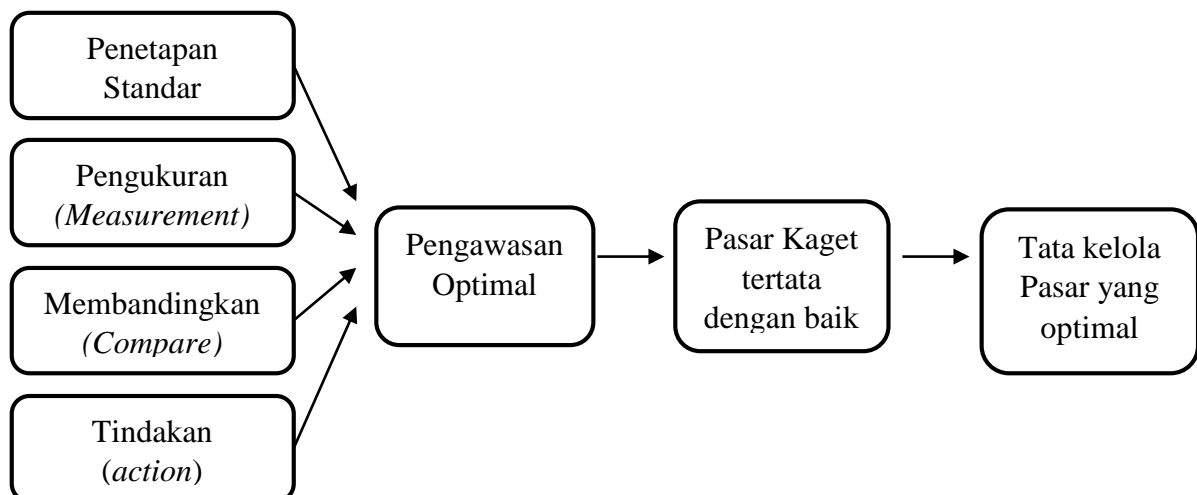 Penetapan
Standar
Pengukuran
(Measurement)
Membandingkan
(Compare)
Tindakan
(action)
Pengawasan
Optimal
Pasar Kaget
tertata
dengan baik
Tata kelola
Pasar yang
optimal